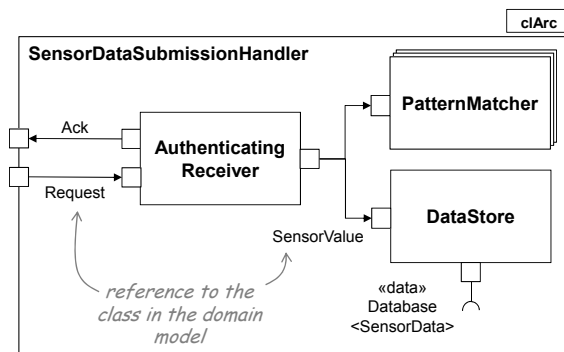 clArc
SensorDataSubmissionHandler
PatternMatcher
Ack
Authenticating
Receiver
Request
DataStore
SensorValue
reference to the
class in the domain
model
«data»
Database
<SensorData>